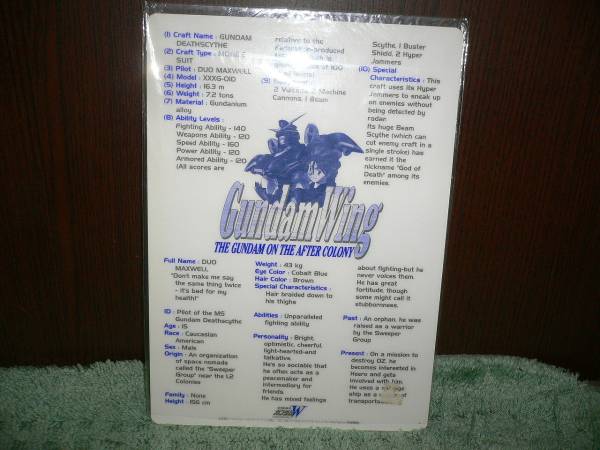 (1) Craft Name : GUNDAM
DEATHSCYTHE
(2) Craft Type :
SUIT
(3) Pilot : DUO MAXWELL
(4) Model : XXXG-01D
(5) Height : 16.3 m
(6) Weight : 7.2 tons
(7) Material : Gundanium
alloy
(8) Ability Levels :
Fighting Ability - 140
Weapons Ability - 120
Speed Ability - 160
Power Ability - 120
Armored Ability - 120
(All scores are
relative to the
of 100
(9)
2 Machine
Cannons, 1 Beam
Scythe, 1 Buster
Shield, 2 Hyper
Jammers
(10) Special
Characteristics : This
craft uses its Hyper
Jammers to sneak up
on enemies without
being detected by
radar.
Its huge Beam
Scythe (which can
cut enemy craft in a
single stroke) has
earned it the
nickname "God of
Death" among its
enemies.
Gundam Wing
THE GUNDAM ON THE AFTER COLONY
Full Name : DUO
MAXWELL
"Don't make me say
the same thing twice
- it's bad for my
health!"
ID : Pilot of the MS
Gundam Deathscythe
Age : 15
Race : Caucasian
American
Sex : Male
Origin : An organization
of space nomads
called the "Sweeper
Group" near the L2
Colonies
Family : None
Height : 156 cm
Weight : 43 kg
Eye Color : Cobalt Blue
Hair Color : Brown
Special Characteristics :
Hair braided down to
his thighs
Abilities : Unparalleled
fighting ability
Personality : Bright,
optimistic, cheerful,
light-hearted-and
talkative.
He's so sociable that
he often acts as a
peacemaker and
intermediary for
friends.
He has mixed feelings
about fighting-but he
never voices them.
He has great
fortitude, though
some might call it
stubbornness.
Past : An orphan, he was
raised as a warrior
by the Sweeper
Group
Present : On a mission to
destroy OZ, he
becomes interested in
Heero and gets
involved with him.
He uses a
ship as a
transportation
W